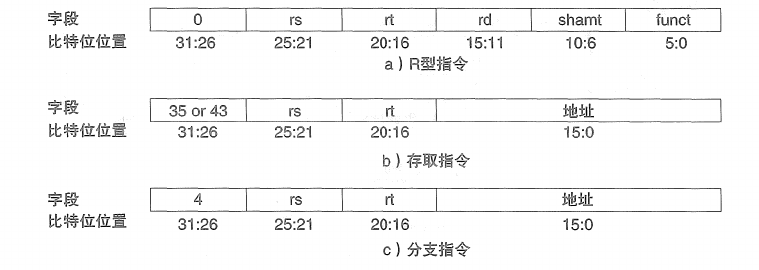 字段 0 rs rt rd shamt funct
比特位位置 31:26 25:21 20:16 15:11 10:6 5:0
a）R型指令
字段 35 or 43 rs rt 地址
比特位位置 31:26 25:21 20:16 15:0
b）存取指令
字段 4 rs rt 地址
比特位位置 31:26 25:21 20:16 15:0
c）分支指令